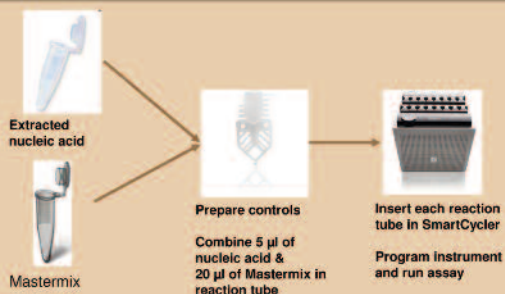 Extracted
nucleic acid
Mastermix
Prepare controls
Combine 5 µl of
nucleic acid &
20 µl of Mastermix in
reaction tube
Insert each reaction
tube in SmartCycler
Program instrument
and run assay